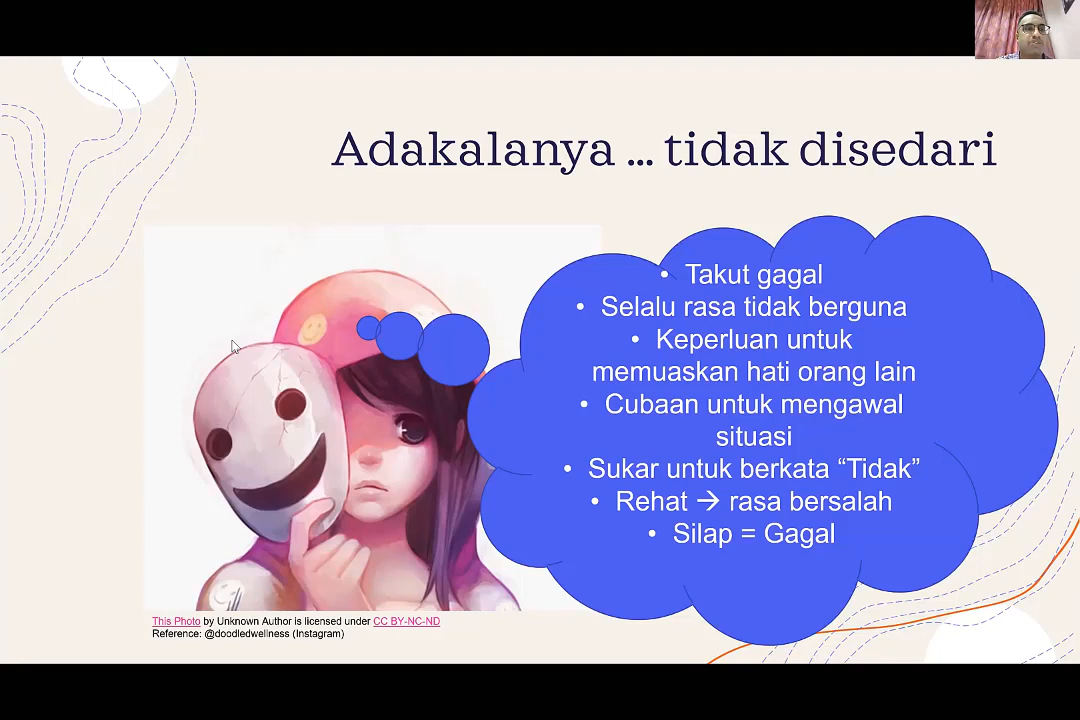 Adakalanya ... tidak disedari
• Takut gagal
• Selalu rasa tidak berguna
• Keperluan untuk
memuaskan hati orang lain
• Cubaan untuk mengawal
situasi
• Sukar untuk berkata “Tidak”
• Rehat → rasa bersalah
• Silap = Gagal
This Photo by Unknown Author is licensed under CC BY-NC-ND
Reference: @doodledwellness (Instagram)